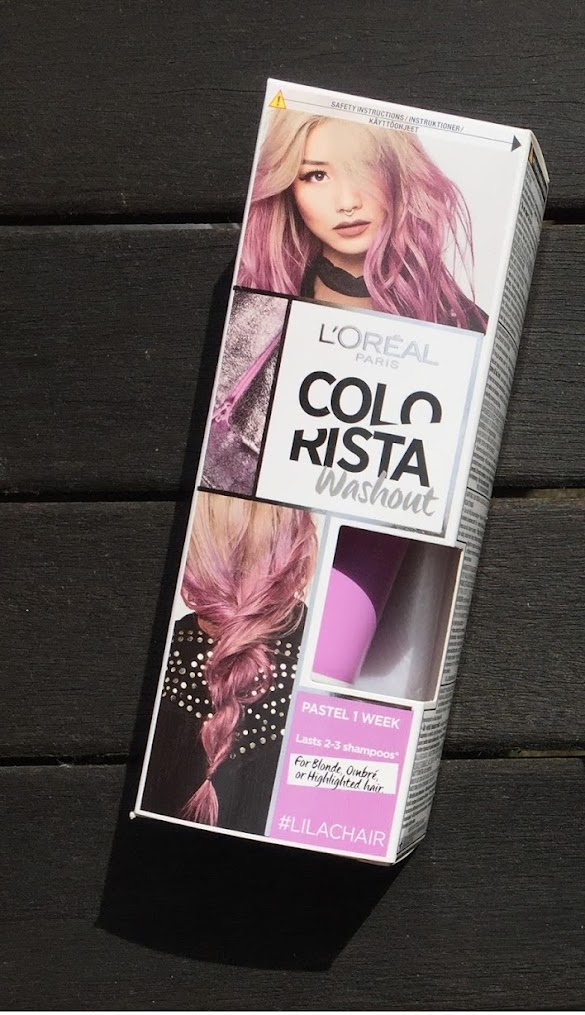 SAFETY INSTRUCTIONS / INSTRUKTIONER /
KÄYTTÖOHJEET
L'ORÉAL
PARIS
COLO
RISTA
Washout
PASTEL 1 WEEK
Lasts 2-3 shampoos*
For Blonde, Ombré,
or Highlighted hair
#LILACHAIR